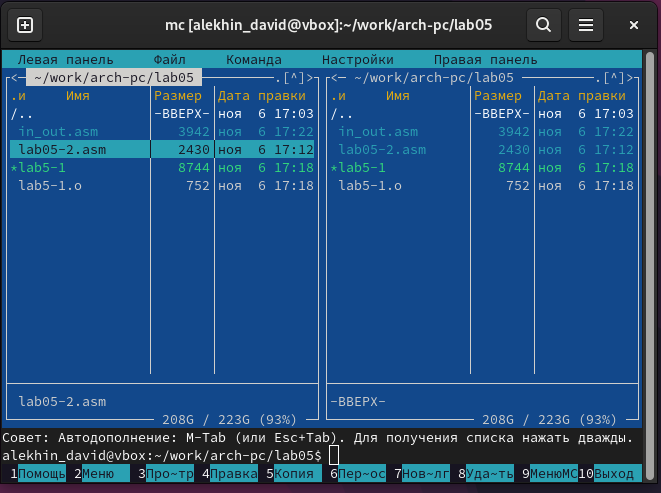 mc [alekhin_david@vbox]:~/work/arch-pc/lab05
Левая панель Файл Команда Настройки Правая панель
<─ ~/work/arch-pc/lab05 .[^]> <─ ~/work/arch-pc/lab05 .[^]>
.и Имя Размер Дата правки .и Имя Размер Дата правки
/.. -ВВЕРХ- ноя 6 17:03 /.. -ВВЕРХ- ноя 6 17:03
in_out.asm 3942 ноя 6 17:22 in_out.asm 3942 ноя 6 17:22
lab05-2.asm 2430 ноя 6 17:12 lab05-2.asm 2430 ноя 6 17:12
*lab5-1 8744 ноя 6 17:18 *lab5-1 8744 ноя 6 17:18
lab5-1.o 752 ноя 6 17:18 lab5-1.o 752 ноя 6 17:18
lab05-2.asm -ВВЕРХ-
208G / 223G (93%) 208G / 223G (93%)
Совет: Автодополнение: M-Tab (или Esc+Tab). Для получения списка нажать дважды.
alekhin_david@vbox:~/work/arch-pc/lab05$
1Помощь 2Меню 3Про~тр 4Правка 5Копия 6Пер~ос 7Нов~лг 8Уда~ть 9МенюMC 10Выход